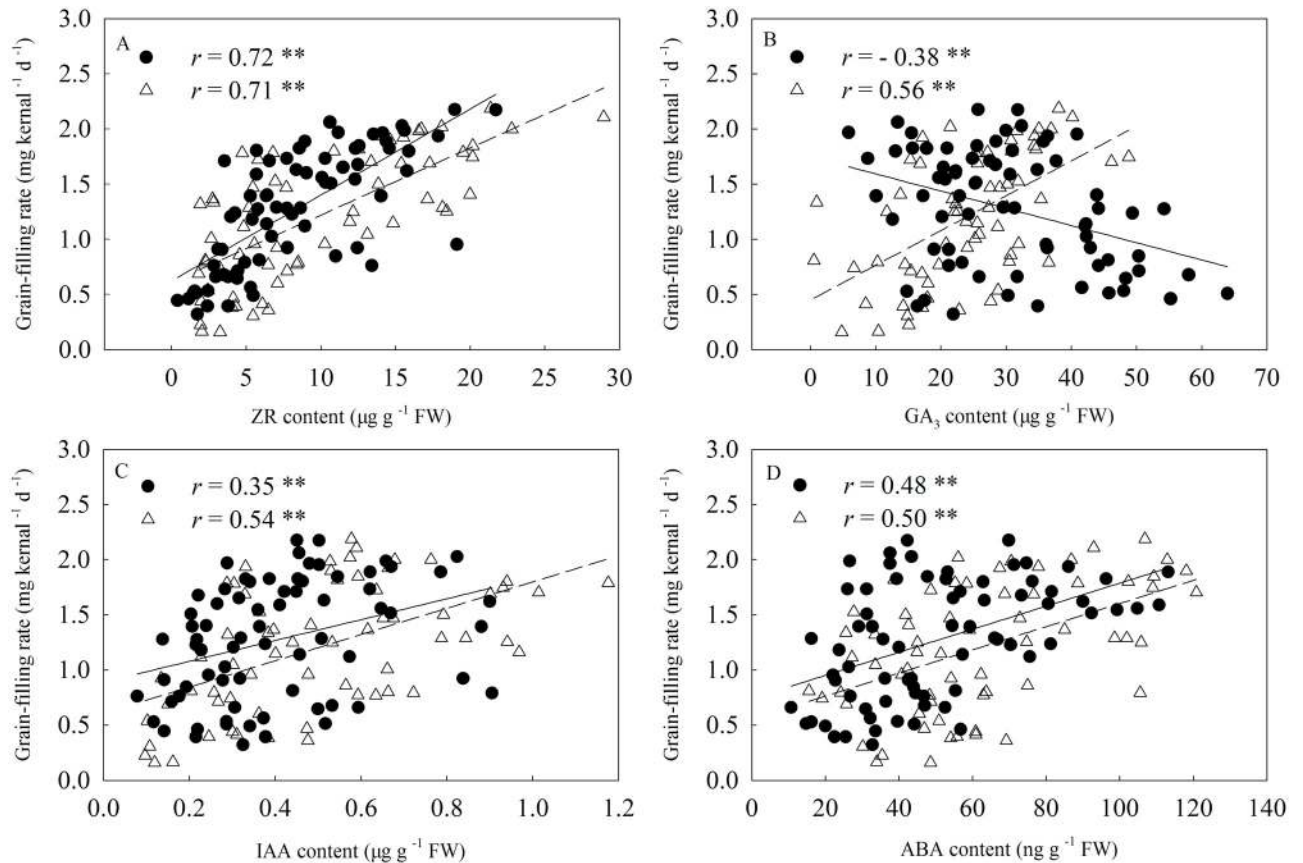 A
r = 0.72 **
r = 0.71 **
Grain-filling rate (mg kernal ⁻¹ d ⁻¹)
3.0
2.5
2.0
1.5
1.0
0.5
0.0
0 5 10 15 20 25 30
ZR content (μg g ⁻¹ FW)
B
r = - 0.38 **
r = 0.56 **
Grain-filling rate (mg kernal ⁻¹ d ⁻¹)
3.0
2.5
2.0
1.5
1.0
0.5
0.0
0 10 20 30 40 50 60 70
GA₃ content (μg g ⁻¹ FW)
C
r = 0.35 **
r = 0.54 **
Grain-filling rate (mg kernal ⁻¹ d ⁻¹)
3.0
2.5
2.0
1.5
1.0
0.5
0.0
0.0 0.2 0.4 0.6 0.8 1.0 1.2
IAA content (μg g ⁻¹ FW)
D
r = 0.48 **
r = 0.50 **
Grain-filling rate (mg kernal ⁻¹ d ⁻¹)
3.0
2.5
2.0
1.5
1.0
0.5
0.0
0 20 40 60 80 100 120 140
ABA content (ng g ⁻¹ FW)